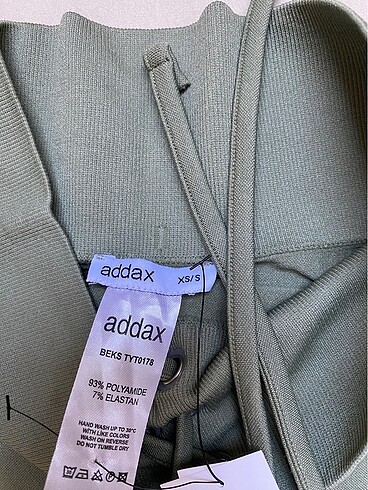 addax
XS/S
addax
BEKS TYT0178
93% POLYAMIDE
7% ELASTAN
HAND WASH UP TO 30°C
WITH LIKE COLORS
WASH ON REVERSE
DO NOT TUMBLE DRY